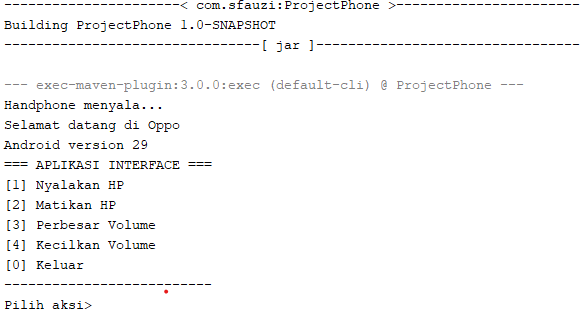 -----------------------< com.sfauzi:ProjectPhone >------------------------
Building ProjectPhone 1.0-SNAPSHOT
--------------------------------[ jar ]---------------------------------
--- exec-maven-plugin:3.0.0:exec (default-cli) @ ProjectPhone ---
Handphone menyala...
Selamat datang di Oppo
Android version 29
=== APLIKASI INTERFACE ===
[1] Nyalakan HP
[2] Matikan HP
[3] Perbesar Volume
[4] Kecilkan Volume
[0] Keluar
--------------------------
Pilih aksi>